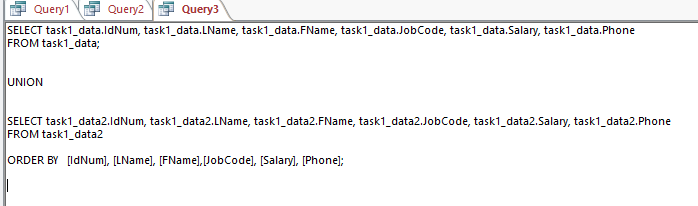 Query1 Query2 Query3
SELECT task1_data.IdNum, task1_data.LName, task1_data.FName, task1_data.JobCode, task1_data.Salary, task1_data.Phone
FROM task1_data;
UNION
SELECT task1_data2.IdNum, task1_data2.LName, task1_data2.FName, task1_data2.JobCode, task1_data2.Salary, task1_data2.Phone
FROM task1_data2
ORDER BY [IdNum], [LName], [FName],[JobCode], [Salary], [Phone];